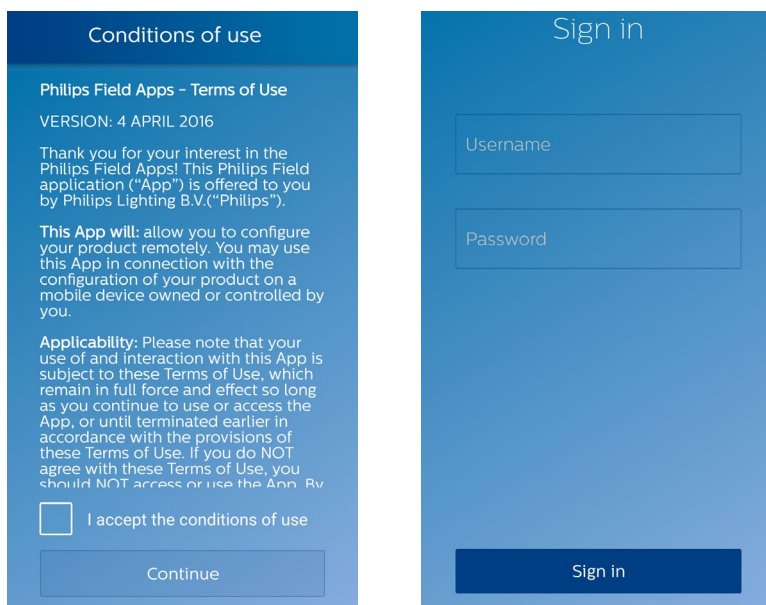 Conditions of use
Philips Field Apps – Terms of Use
VERSION: 4 APRIL 2016
Thank you for your interest in the
Philips Field Apps! This Philips Field
application (“App”) is offered to you
by Philips Lighting B.V.(“Philips”).
This App will: allow you to configure
your product remotely. You may use
this App in connection with the
configuration of your product on a
mobile device owned or controlled by
you.
Applicability: Please note that your
use of and interaction with this App is
subject to these Terms of Use, which
remain in full force and effect so long
as you continue to use or access the
App, or until terminated earlier in
accordance with the provisions of
these Terms of Use. If you do NOT
agree with these Terms of Use, you
should NOT access or use the App. By
I accept the conditions of use
Continue
Sign in
Username
Password
Sign in